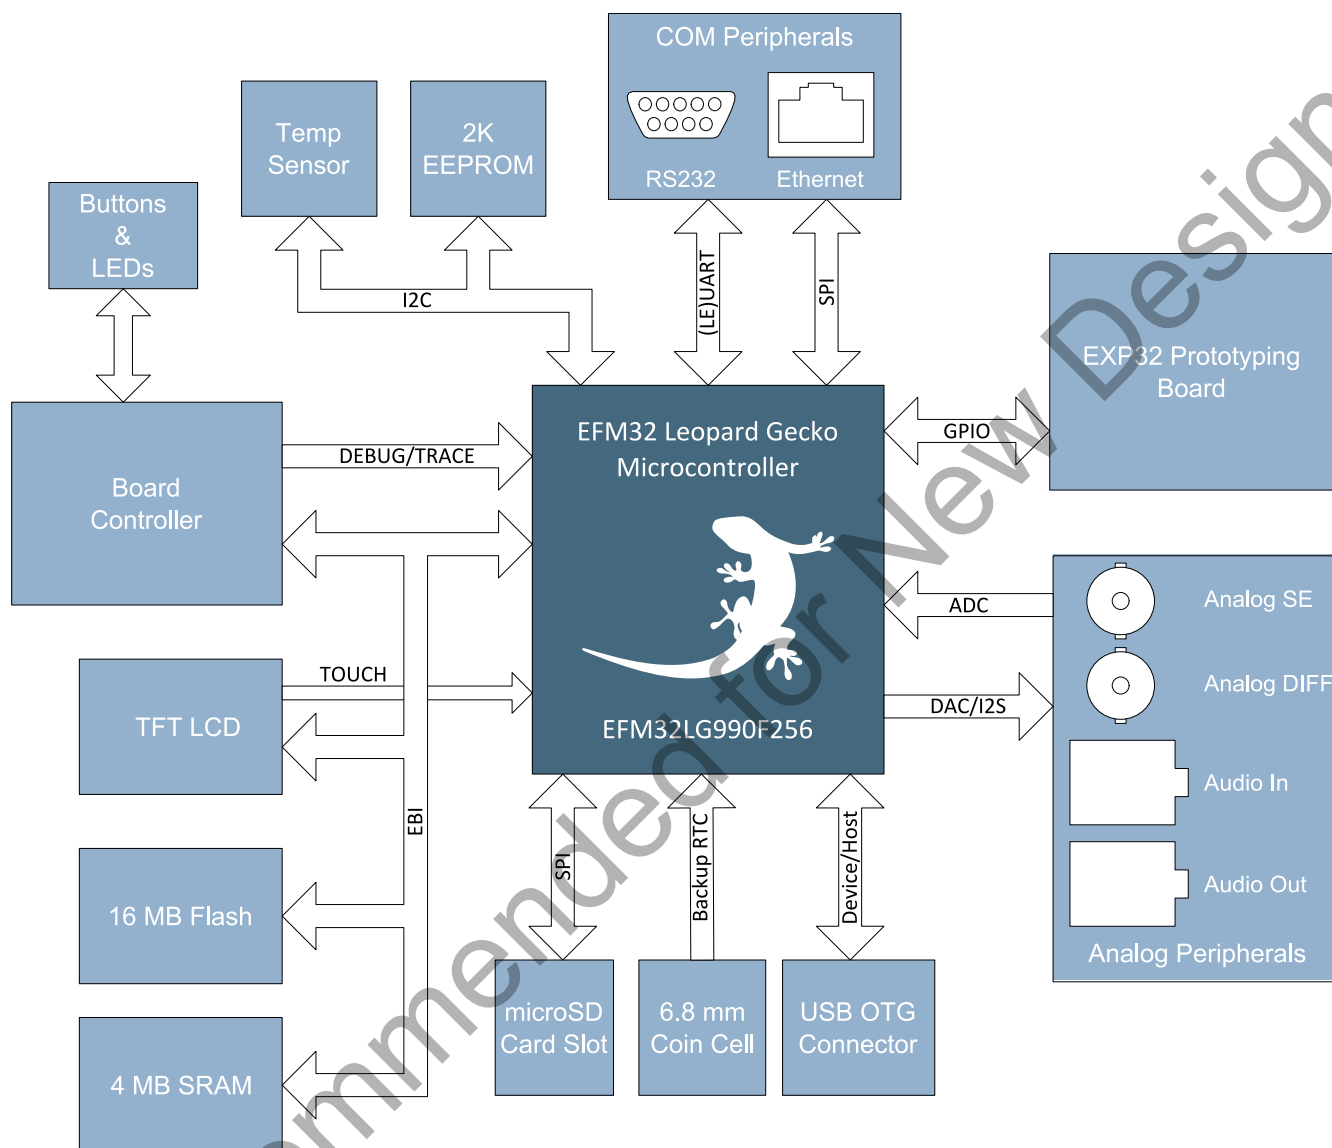 COM Peripherals
RS232
Ethernet
Temp
Sensor
2K
EEPROM
Buttons
&
LEDs
I2C
(LE)UART
SPI
EXP32 Prototyping
Board
EFM32 Leopard Gecko
Microcontroller
GPIO
DEBUG/TRACE
Board
Controller
Analog SE
ADC
TOUCH
Analog DIFF
TFT LCD
EFM32LG990F256
DAC/I2S
Audio In
EBI
SPI
Backup RTC
Device/Host
Audio Out
16 MB Flash
Analog Peripherals
microSD
Card Slot
6.8 mm
Coin Cell
USB OTG
Connector
4 MB SRAM
ommended for New Design